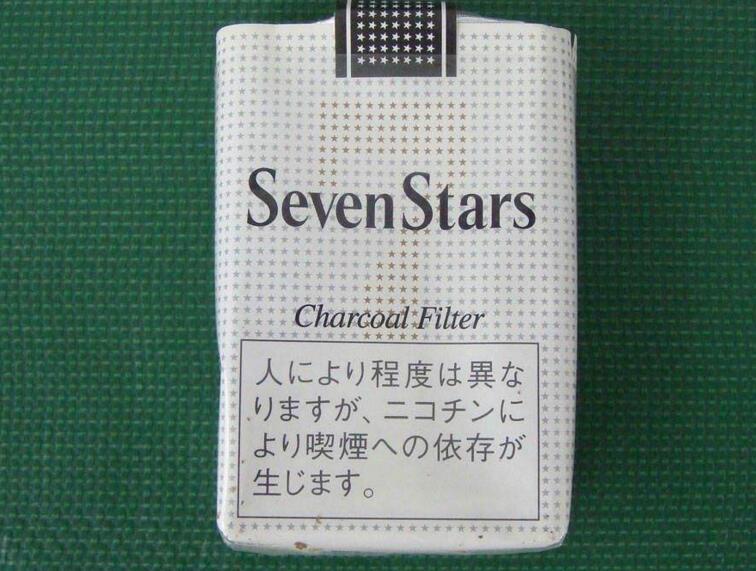 Seven Stars
Charcoal Filter
人により程度は異な
りますが、ニコチンに
より喫煙への依存が
生じます。